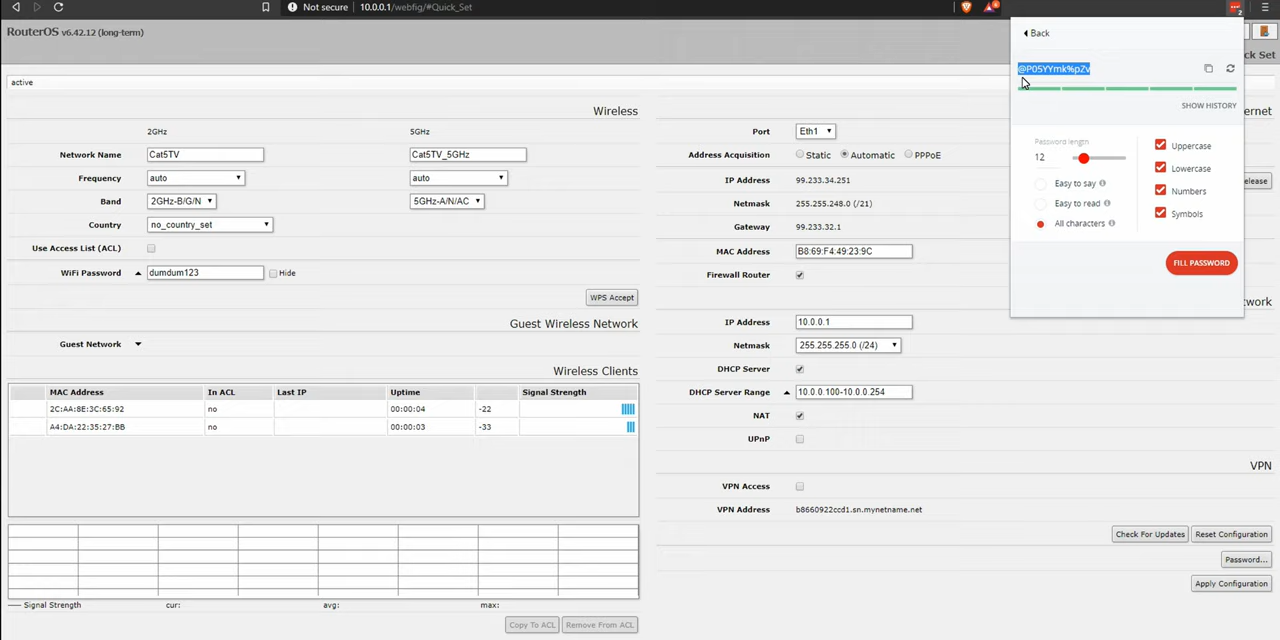 Not secure 10.0.0.1/webfig/#Quick_Set
2
RouterOS v6.42.12 (long-term)
ck Set
active
Wireless
2GHz 5GHz
Network Name Cat5TV Cat5TV_5GHz
Frequency auto auto
Band 2GHz-B/G/N 5GHz-A/N/AC
Country no_country_set
Use Access List (ACL)
WiFi Password dumdum123 Hide
WPS Accept
Guest Wireless Network
Guest Network
Wireless Clients
MAC Address In ACL Last IP Uptime Signal Strength
2C:AA:8E:3C:65:92 no 00:00:04 -22
A4:DA:22:35:27:BB no 00:00:03 -33
Signal Strength cur: avg: max:
Copy To ACL Remove From ACL
ernet
Port Eth1
Address Acquisition Static Automatic PPPoE
IP Address 99.233.34.251
elease
Netmask 255.255.248.0 (/21)
Gateway 99.233.32.1
MAC Address B8:69:F4:49:23:9C
Firewall Router
twork
IP Address 10.0.0.1
Netmask 255.255.255.0 (/24)
DHCP Server
DHCP Server Range 10.0.0.100-10.0.0.254
NAT
UPnP
VPN
VPN Access
VPN Address b8660922ccd1.sn.mynetname.net
Check For Updates Reset Configuration
Password...
Apply Configuration
Back
@P05YYmk%pZv
SHOW HISTORY
Password length
12
Easy to say
Easy to read
All characters
Uppercase
Lowercase
Numbers
Symbols
FILL PASSWORD